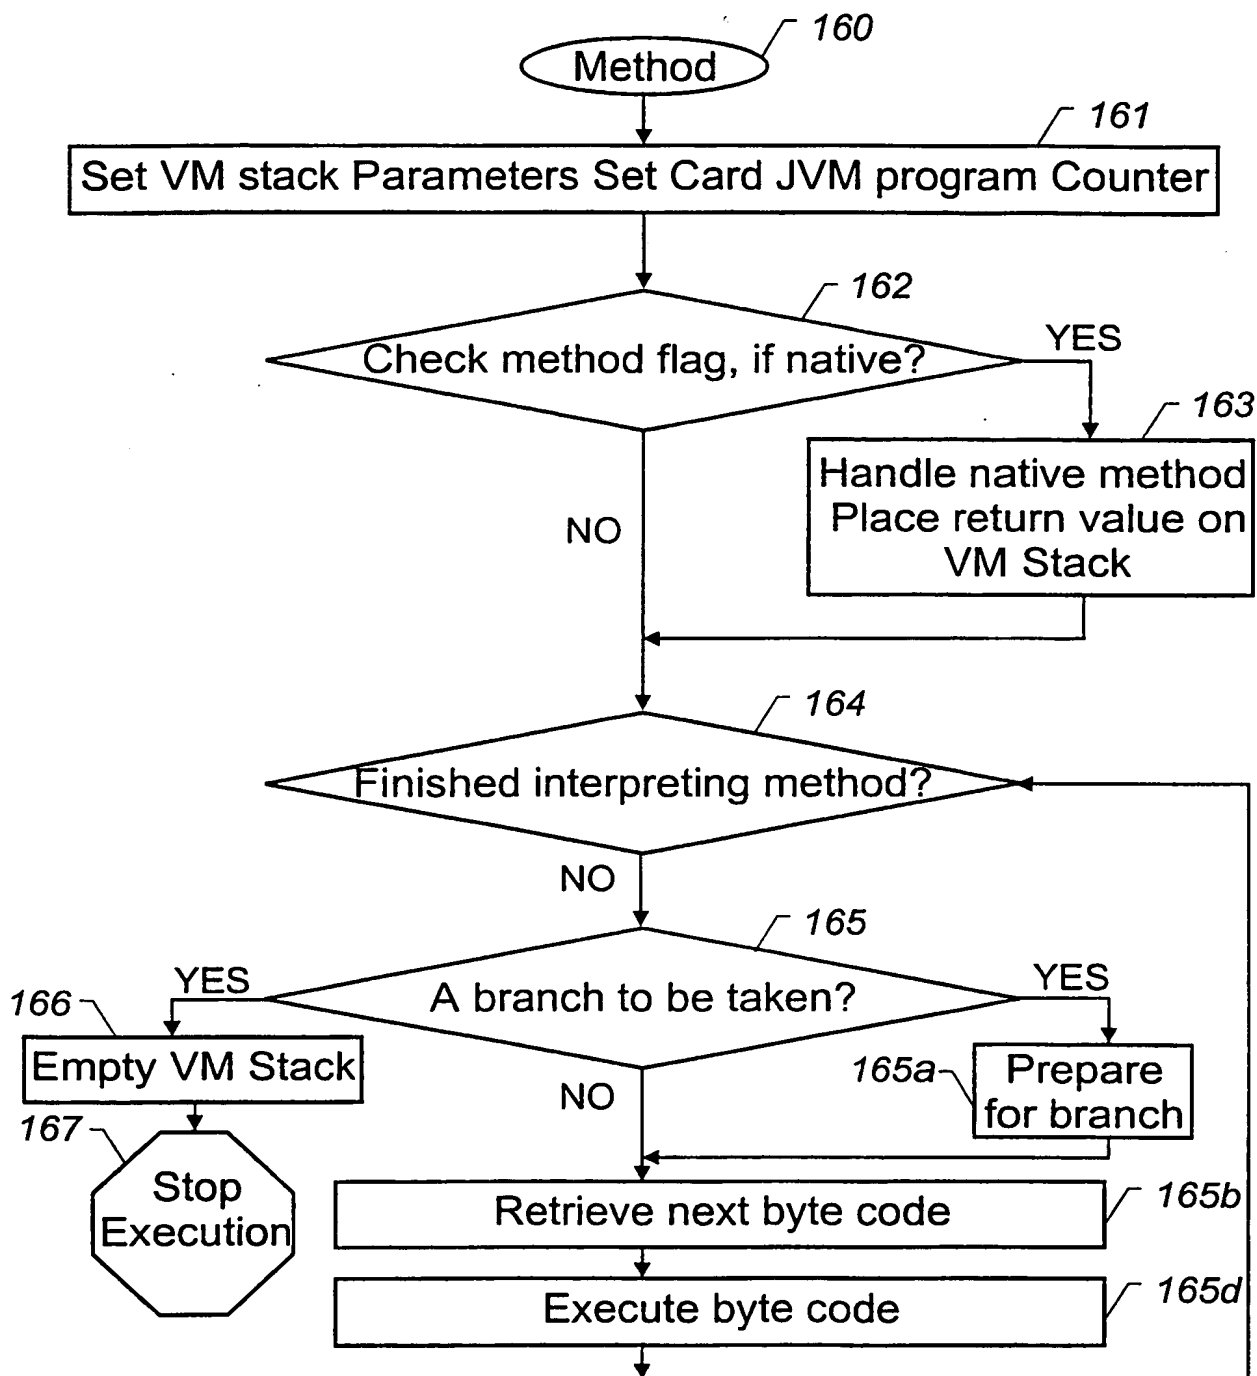 160
Method
161
Set VM stack Parameters Set Card JVM program Counter
162
Check method flag, if native?
YES
163
Handle native method
Place return value on
VM Stack
NO
164
Finished interpreting method?
NO
165
YES
A branch to be taken?
YES
166
Empty VM Stack
165a
Prepare
for branch
NO
167
Stop
Execution
Retrieve next byte code
165b
Execute byte code
165d